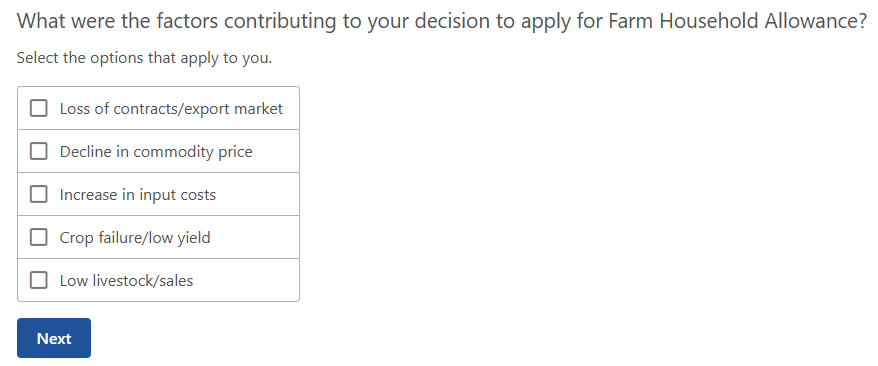 What were the factors contributing to your decision to apply for Farm Household Allowance?
Select the options that apply to you.
Loss of contracts/export market
Decline in commodity price
Increase in input costs
Crop failure/low yield
Low livestock/sales
Next